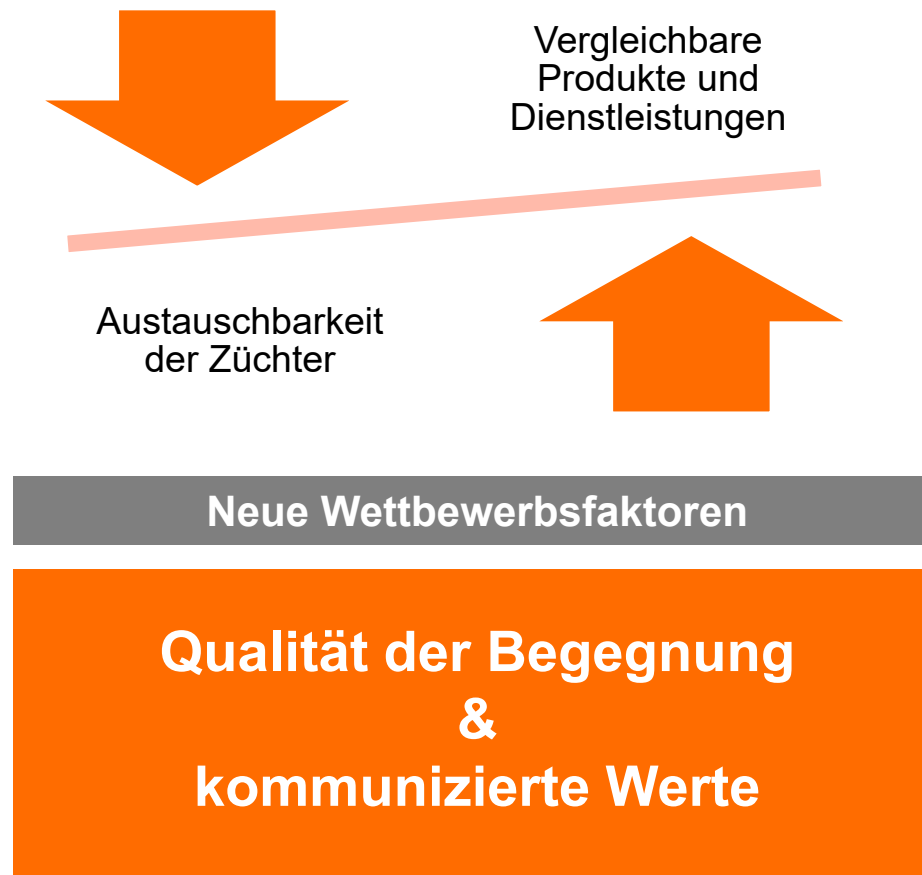 Vergleichbare
Produkte und
Dienstleistungen
Austauschbarkeit
der Züchter
Neue Wettbewerbsfaktoren
Qualität der Begegnung
&
kommunizierte Werte